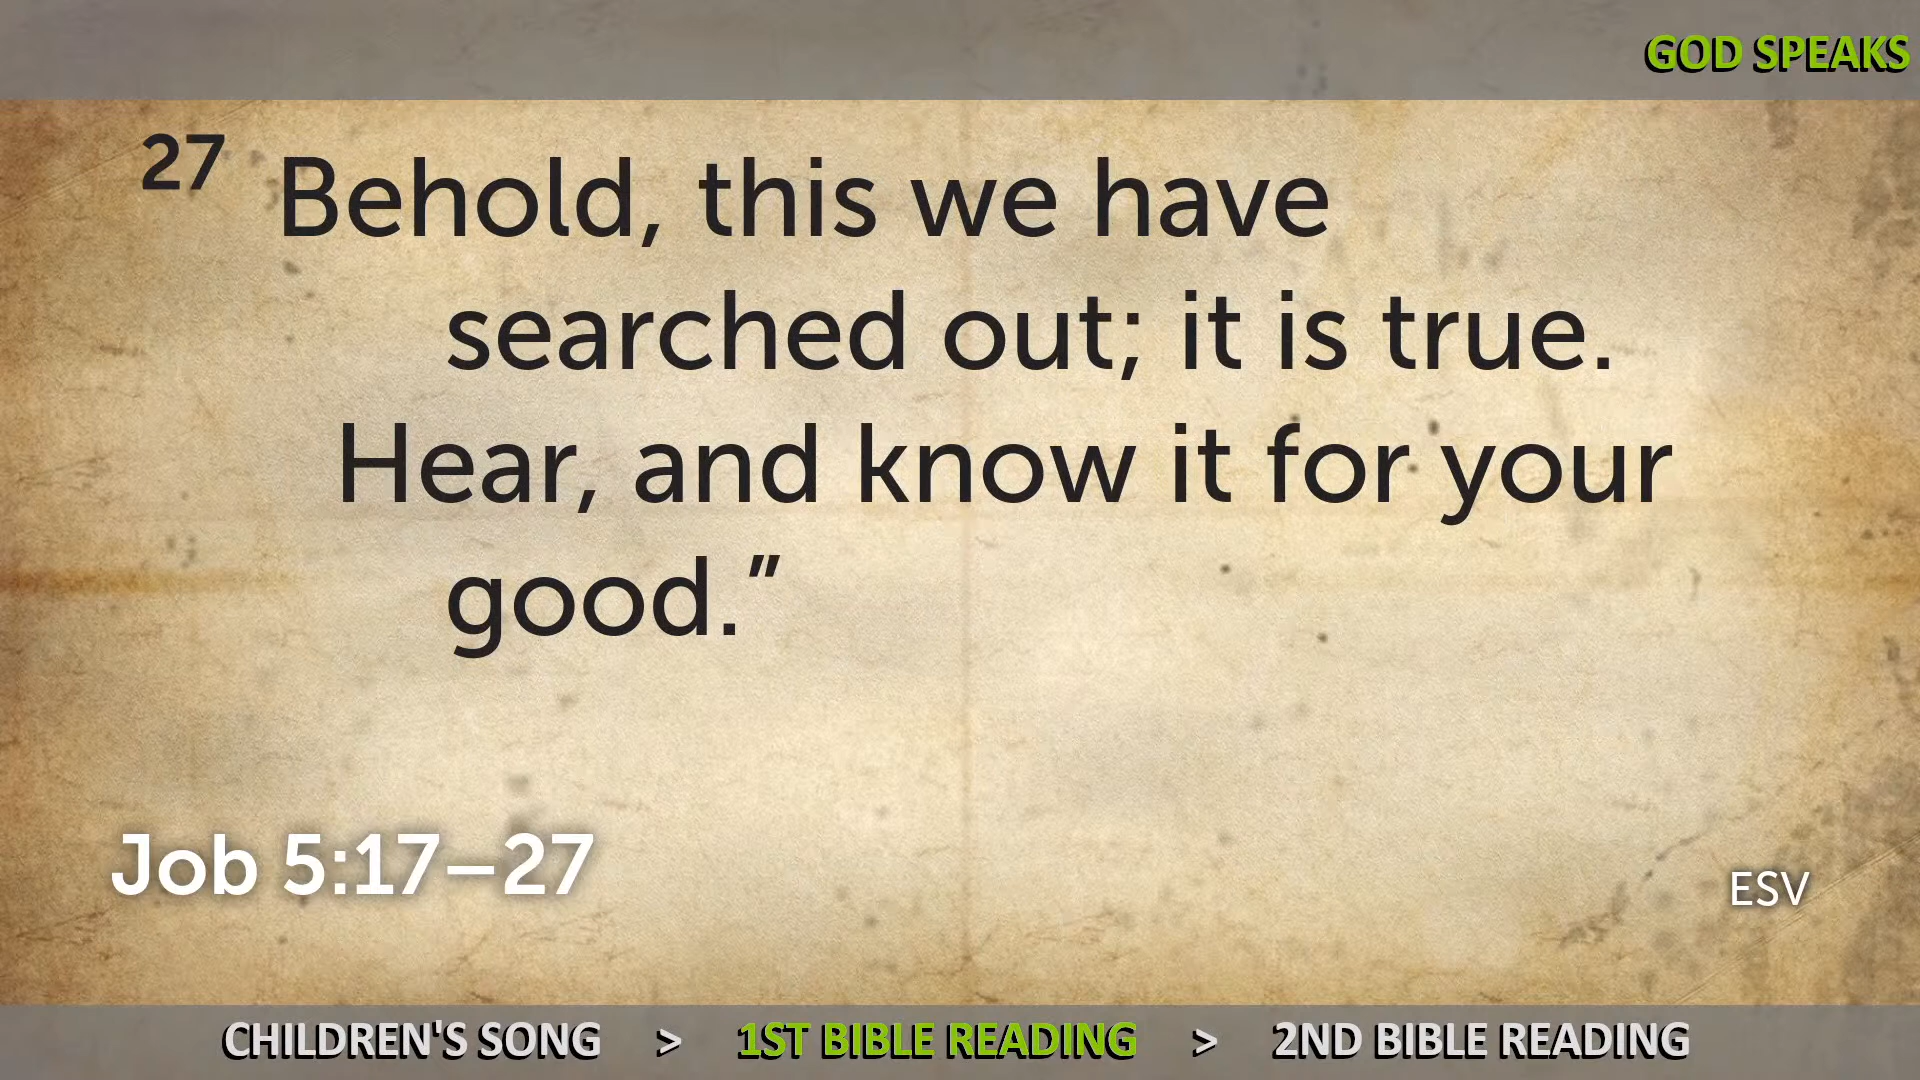 GOD SPEAKS
27 Behold, this we have
searched out; it is true.
Hear, and know it for your
good.”
Job 5:17–27
ESV
CHILDREN'S SONG > 1ST BIBLE READING > 2ND BIBLE READING